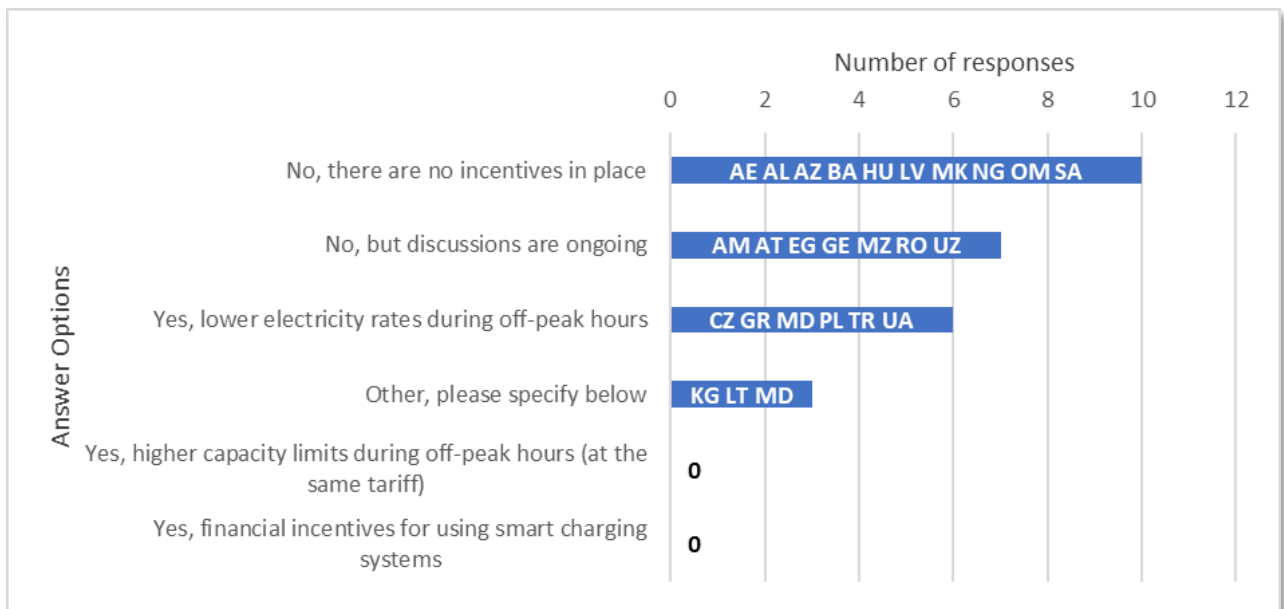 Number of responses
0 2 4 6 8 10 12
Answer Options
No, there are no incentives in place
AE AL AZ BA HU LV MK NG OM SA
No, but discussions are ongoing
AM AT EG GE MZ RO UZ
Yes, lower electricity rates during off-peak hours
CZ GR MD PL TR UA
Other, please specify below
KG LT MD
Yes, higher capacity limits during off-peak hours (at the
same tariff)
0
Yes, financial incentives for using smart charging
systems
0